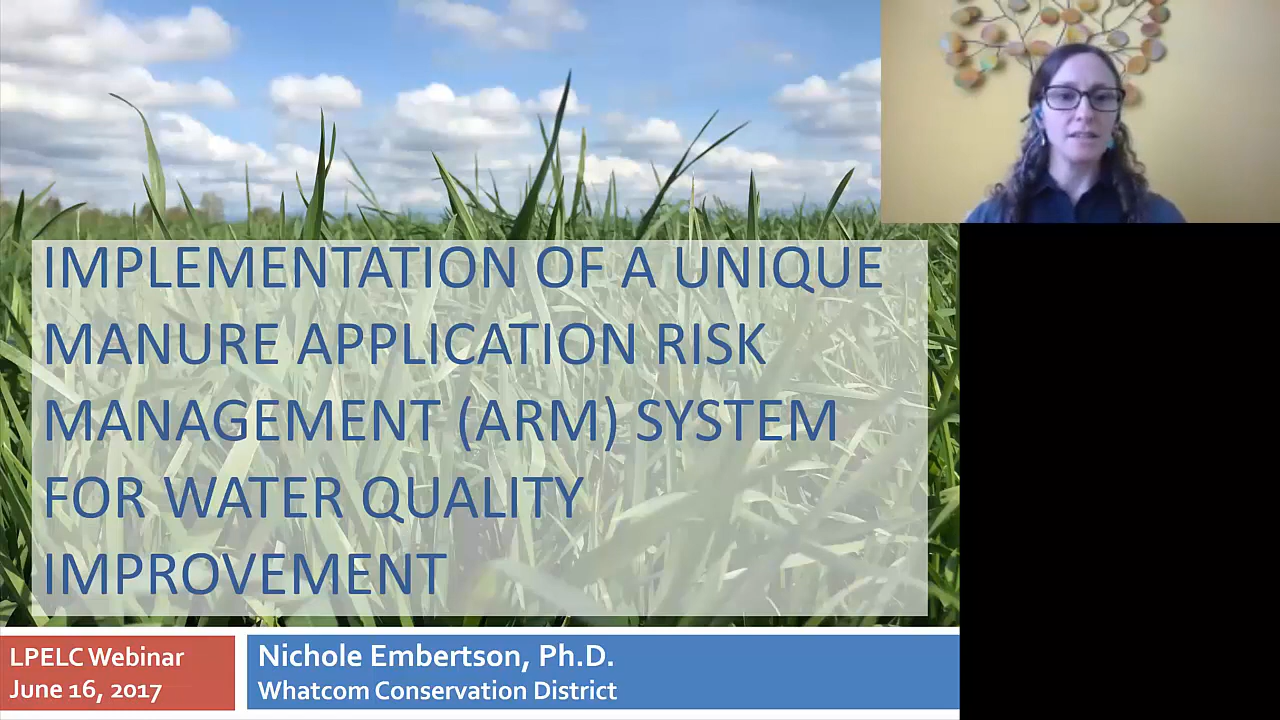 IMPLEMENTATION OF A UNIQUE
MANURE APPLICATION RISK
MANAGEMENT (ARM) SYSTEM
FOR WATER QUALITY
IMPROVEMENT
LPELC Webinar
June 16, 2017
Nichole Embertson, Ph.D.
Whatcom Conservation District